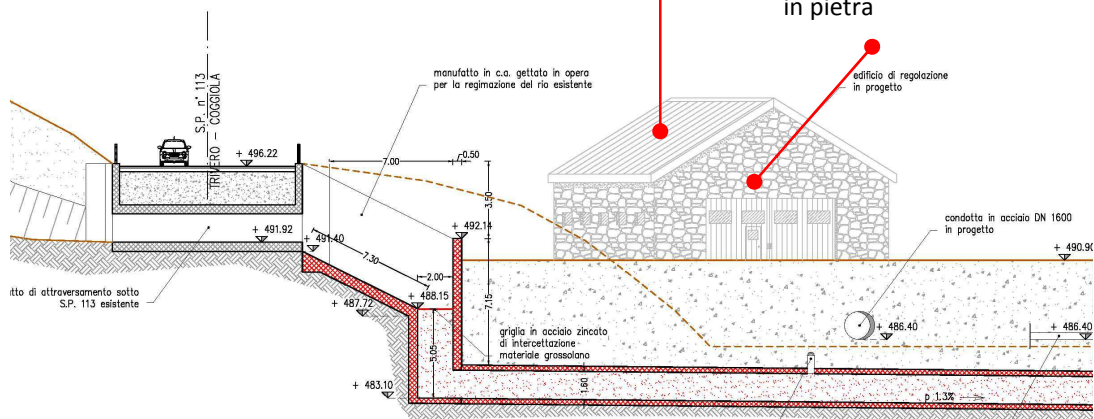 in pietra
S.P. n° 113
TRIVERO - COGGIOLA
manufatto in c.a. gettato in opera
per la regimazione del rio esistente
edificio di regolazione
in progetto
+ 496.22
7.00
0.50
3.50
+ 492.14
condotta in acciaio DN 1600
in progetto
+ 491.92
+ 491.40
7.30
+ 490.90
2.00
7.15
+ 488.15
tto di attraversamento sotto
S.P. 113 esistente
+ 487.72
griglia in acciaio zincato
di intercettazione
materiale grossolano
+ 486.40
+ 486.40
5.05
+ 483.10
1.60
p 1.3%